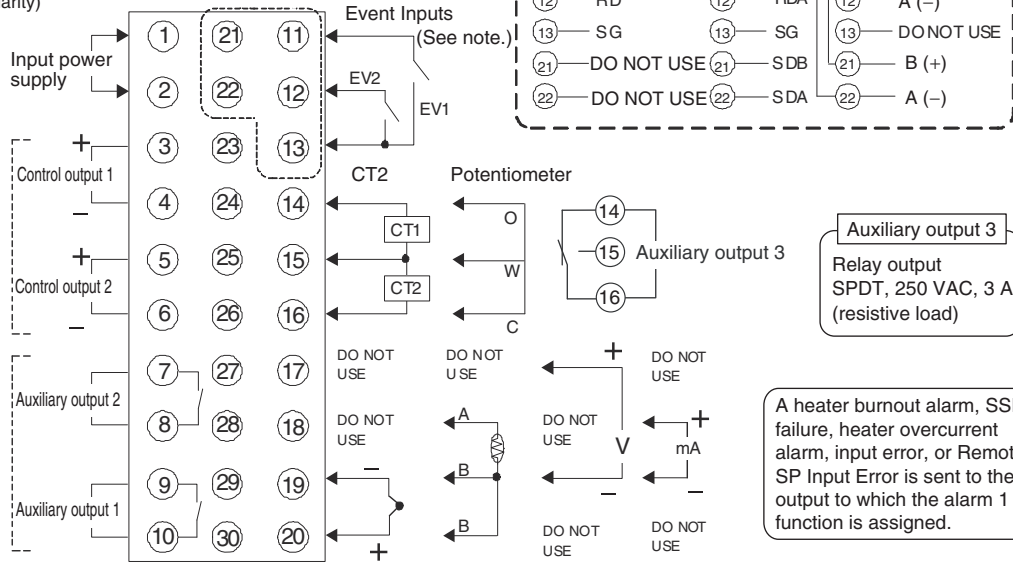 arity)
Input power
supply
+
Control output 1
−
+
Control output 2
−
Auxiliary output 2
Auxiliary output 1
1 21 11
2 22 12
3 23 13
4 24 14
5 25 15
6 26 16
7 27 17
8 28 18
9 29 19
10 30 20
Event Inputs
(See note.)
EV2
EV1
CT2
CT1
CT2
Potentiometer
O
W
C
14
15 Auxiliary output 3
16
DO NOT
USE
DO NOT
USE
−
+
DO NOT
USE
A
B
B
+
DO NOT
USE
V
−
DO NOT
USE
DO NOT
USE
+
mA
−
DO NOT
USE
12 RD 12 RDA 12 A (−)
13 SG 13 SG 13 DO NOT USE
21 DO NOT USE 21 SDB 21 B (+)
22 DO NOT USE 22 SDA 22 A (−)
Auxiliary output 3
Relay output
SPDT, 250 VAC, 3 A
(resistive load)
A heater burnout alarm, SS
failure, heater overcurrent
alarm, input error, or Remot
SP Input Error is sent to the
output to which the alarm 1
function is assigned.